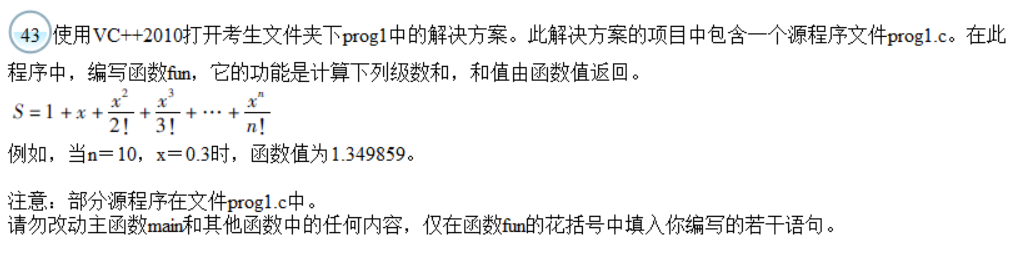 43 使用VC++2010打开考生文件夹下prog1中的解决方案。此解决方案的项目中包含一个源程序文件prog1.c。在此
程序中，编写函数fun，它的功能是计算下列级数和，和值由函数值返回。
S = 1 + x + x²/2! + x³/3! + ⋯ + xⁿ/n!
例如，当n＝10，x＝0.3时，函数值为1.349859。
注意：部分源程序在文件prog1.c中。
请勿改动主函数main和其他函数中的任何内容，仅在函数fun的花括号中填入你编写的若干语句。